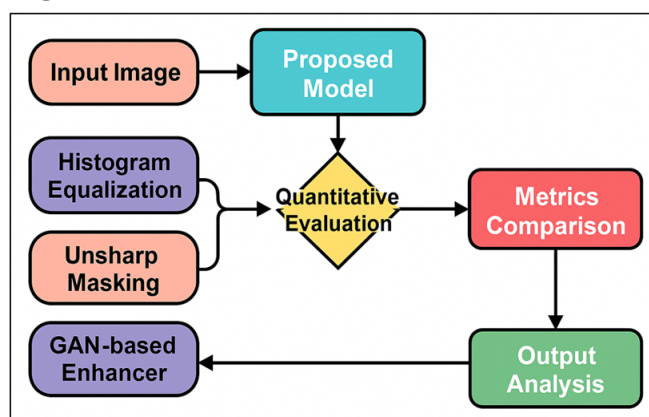 Input Image
Proposed
Model
Histogram
Equalization
Quantitative
Evaluation
Metrics
Comparison
Unsharp
Masking
GAN-based
Enhancer
Output
Analysis